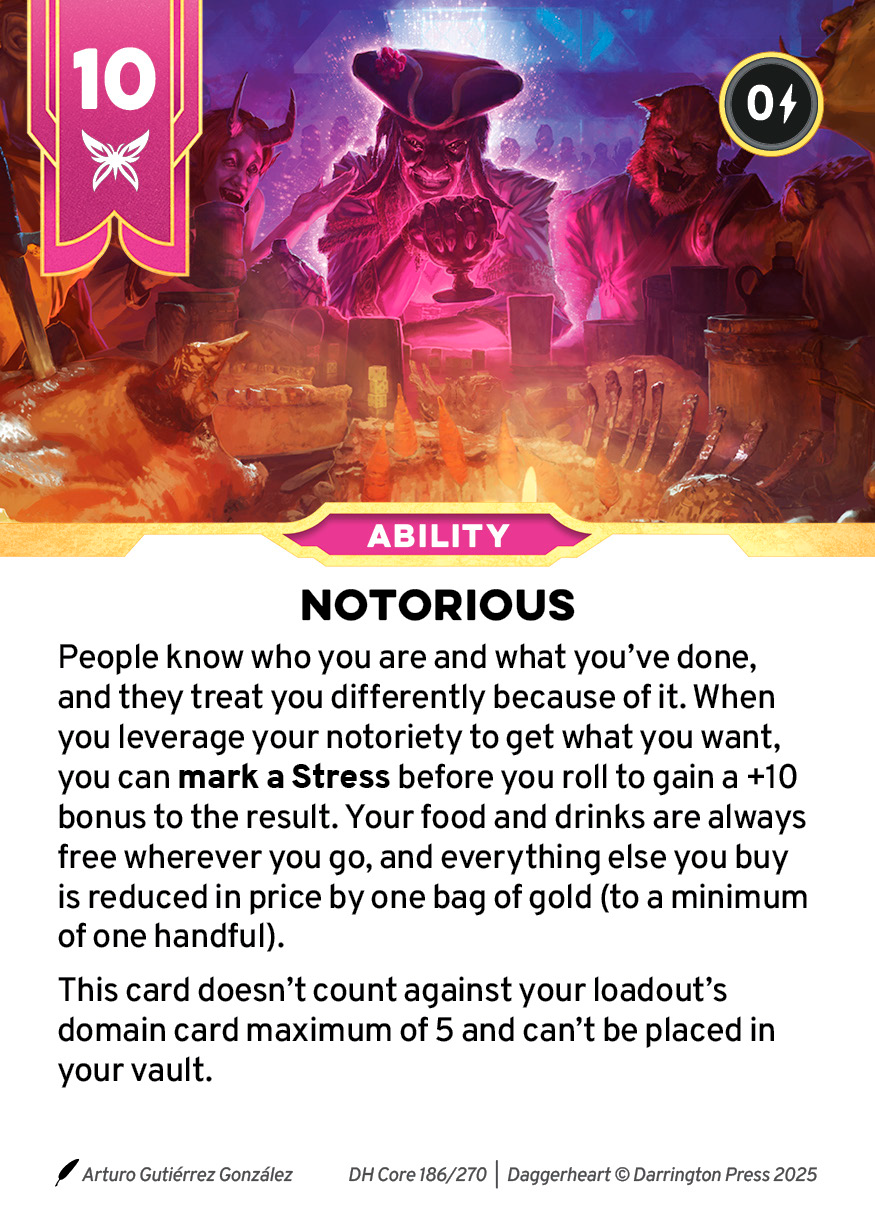 10
0
ABILITY
NOTORIOUS
People know who you are and what you’ve done,
and they treat you differently because of it. When
you leverage your notoriety to get what you want,
you can mark a Stress before you roll to gain a +10
bonus to the result. Your food and drinks are always
free wherever you go, and everything else you buy
is reduced in price by one bag of gold (to a minimum
of one handful).
This card doesn’t count against your loadout’s
domain card maximum of 5 and can’t be placed in
your vault.
Arturo Gutiérrez González DH Core 186/270 | Daggerheart © Darrington Press 2025